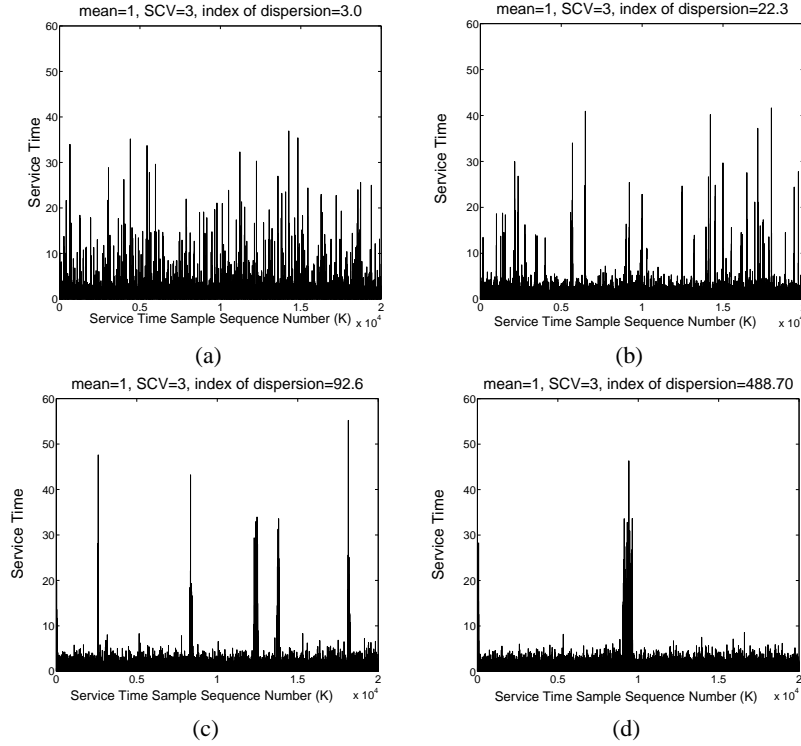 mean=1, SCV=3, index of dispersion=3.0
60
50
40
30
20
10
0
Service Time
0 0.5 1 1.5 2
Service Time Sample Sequence Number (K) x 10^4
(a)
mean=1, SCV=3, index of dispersion=22.3
60
50
40
30
20
10
0
Service Time
0 0.5 1 1.5
Service Time Sample Sequence Number (K) x 10^4
(b)
mean=1, SCV=3, index of dispersion=92.6
60
50
40
30
20
10
0
Service Time
0 0.5 1 1.5 2
Service Time Sample Sequence Number (K) x 10^4
(c)
mean=1, SCV=3, index of dispersion=488.70
60
50
40
30
20
10
0
Service Time
0 0.5 1 1.5 2
Service Time Sample Sequence Number (K) x 10^4
(d)